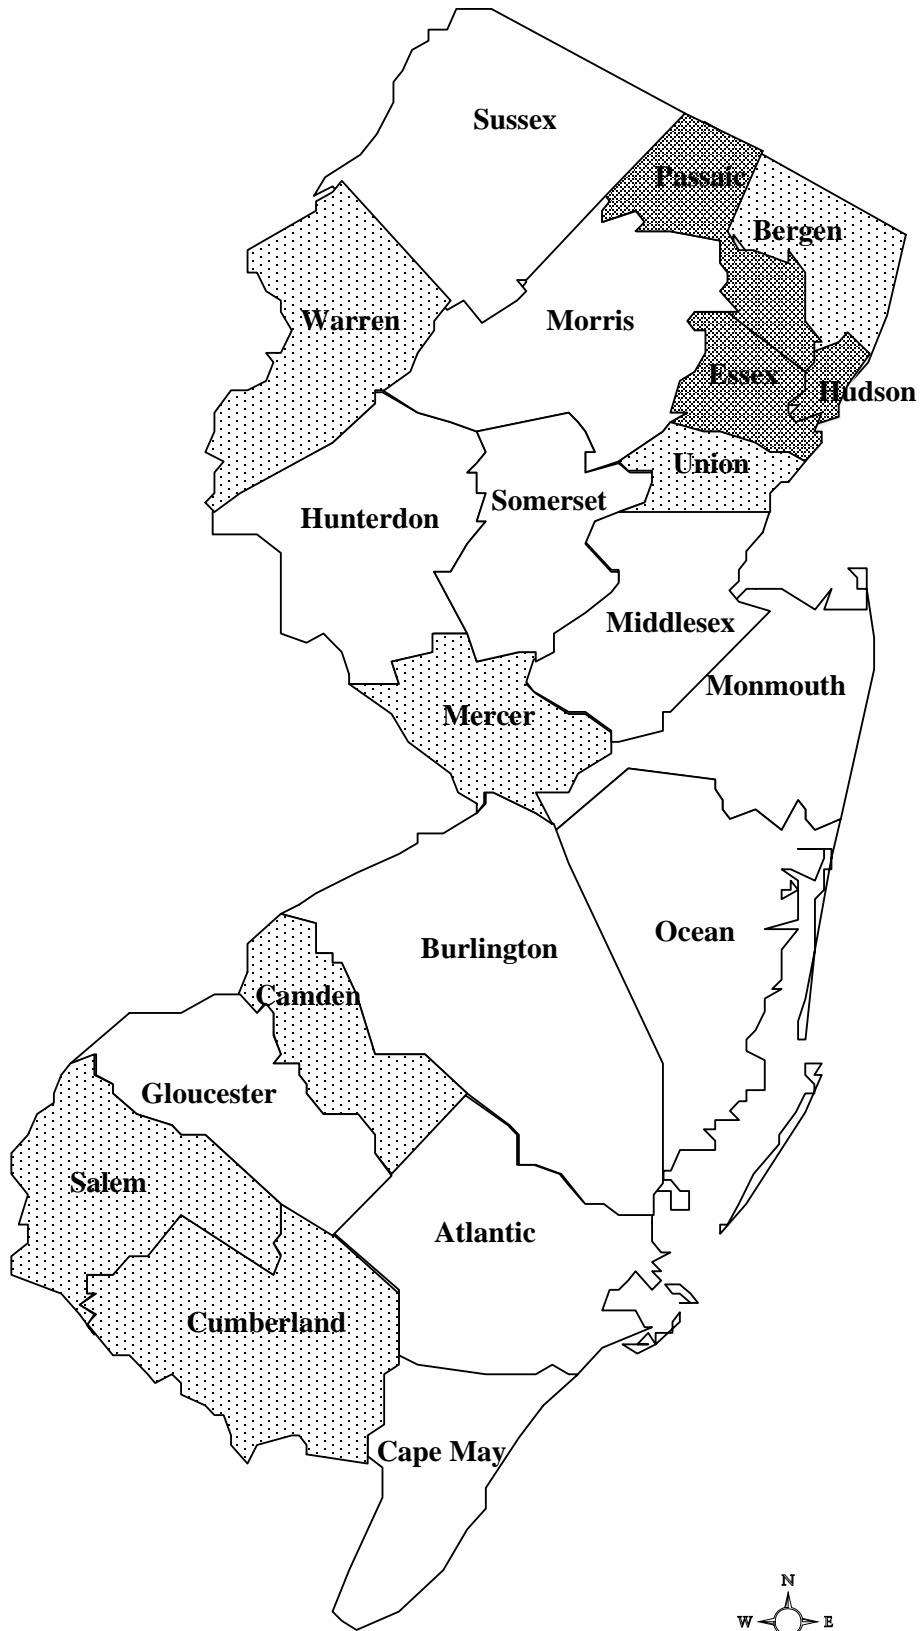 Sussex
Passaic
Bergen
Warren
Morris
Essex
Hudson
Union
Somerset
Hunterdon
Middlesex
Monmouth
Mercer
Ocean
Burlington
Camden
Gloucester
Salem
Atlantic
Cumberland
Cape May
N
W E